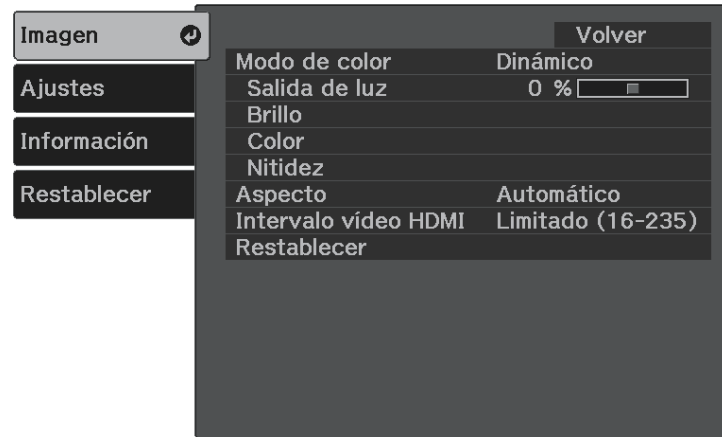 Imagen
Ajustes
Información
Restablecer
Volver
Modo de color Dinámico
Salida de luz 0 %
Brillo
Color
Nitidez
Aspecto Automático
Intervalo vídeo HDMI Limitado (16-235)
Restablecer